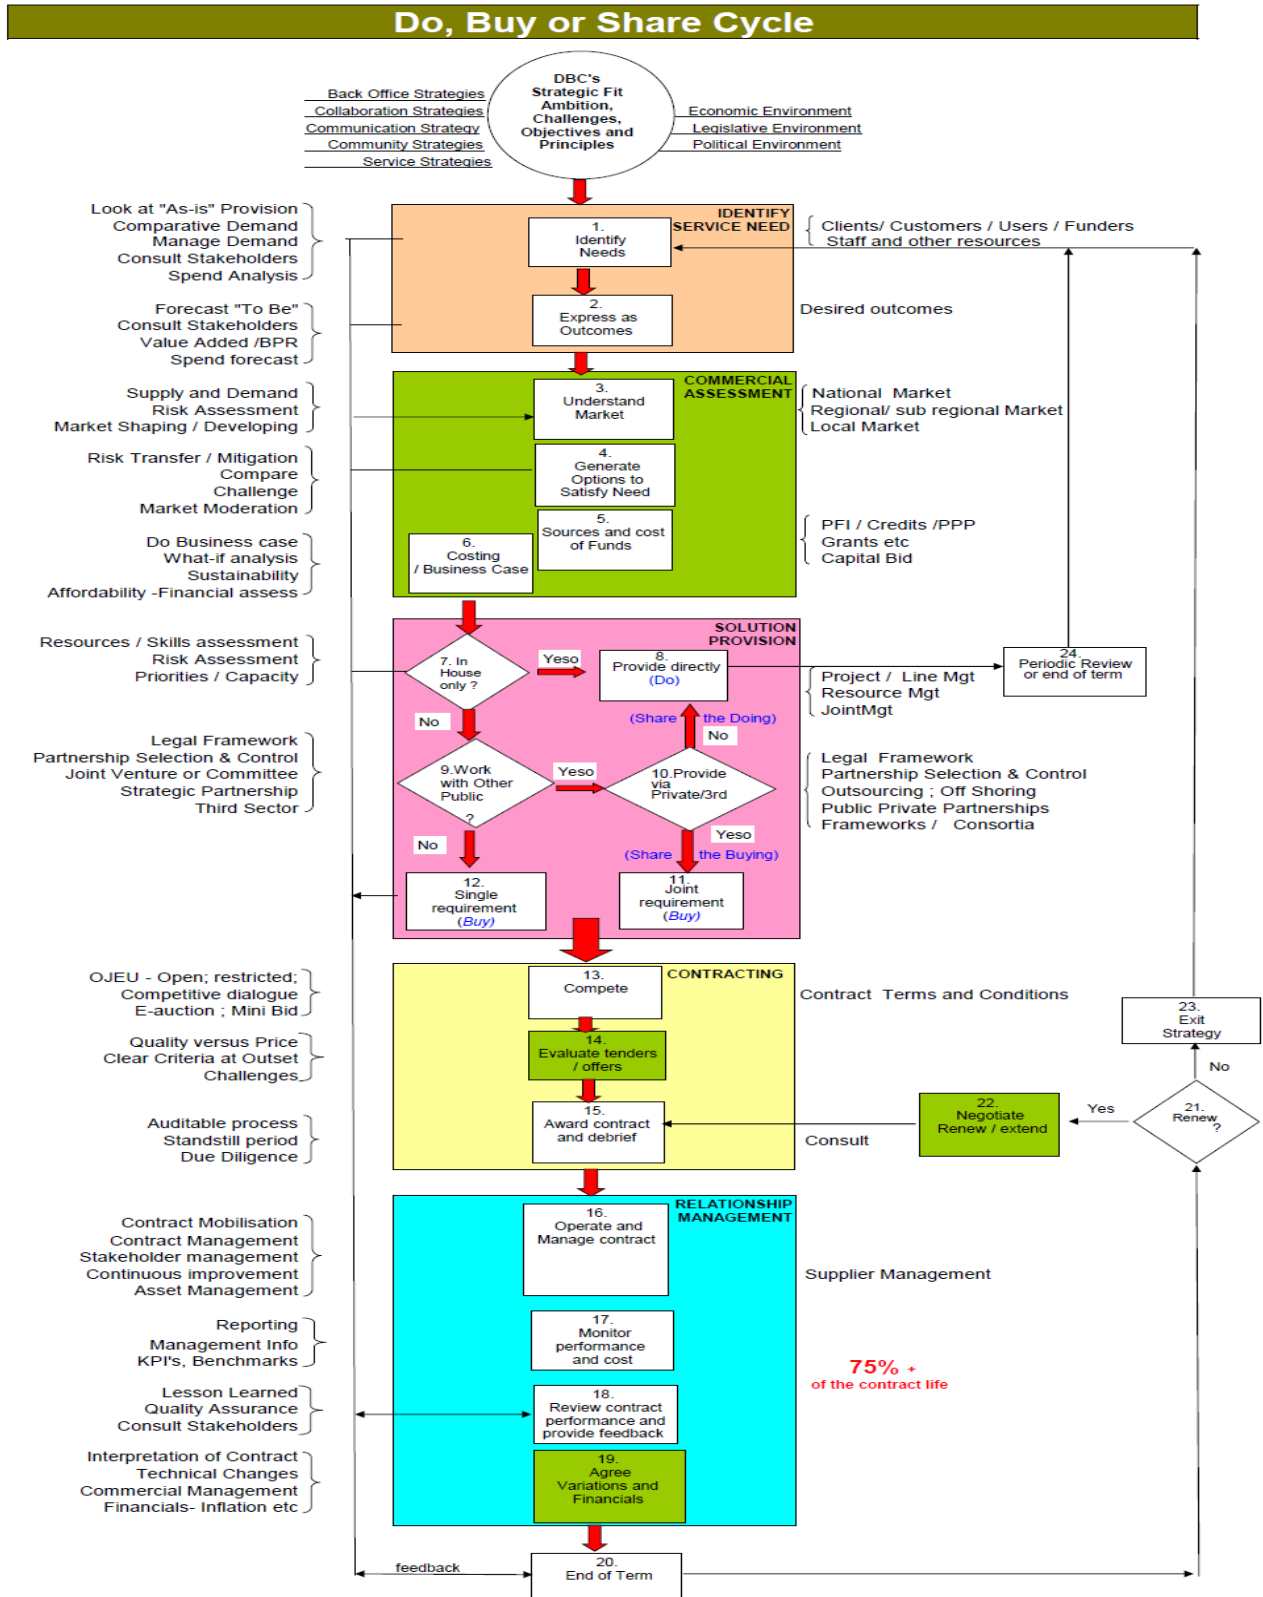 Do, Buy or Share Cycle
DBC's
Strategic Fit
Ambition,
Challenges,
Objectives and
Principles
Back Office Strategies
Collaboration Strategies
Communication Strategy
Community Strategies
Service Strategies
Economic Environment
Legislative Environment
Political Environment
Look at "As-is" Provision
Comparative Demand
Manage Demand
Consult Stakeholders
Spend Analysis
IDENTIFY
SERVICE NEED
1.
Identify
Needs
Clients/ Customers / Users / Funders
Staff and other resources
Forecast "To Be"
Consult Stakeholders
Value Added /BPR
Spend forecast
2.
Express as
Outcomes
Desired outcomes
COMMERCIAL
ASSESSMENT
Supply and Demand
Risk Assessment
Market Shaping / Developing
3.
Understand
Market
National Market
Regional/ sub regional Market
Local Market
Risk Transfer / Mitigation
Compare
Challenge
Market Moderation
4.
Generate
Options to
Satisfy Need
5.
Sources and cost
of Funds
PFI / Credits /PPP
Grants etc
Capital Bid
Do Business case
What-if analysis
Sustainability
Affordability -Financial assess
6.
Costing
/ Business Case
SOLUTION
PROVISION
Resources / Skills assessment
Risk Assessment
Priorities / Capacity
7. In
House
only ?
Yeso
8.
Provide directly
(Do)
Project / Line Mgt
Resource Mgt
JointMgt
24.
Periodic Review
or end of term
No
(Share the Doing)
No
Legal Framework
Partnership Selection & Control
Joint Venture or Committee
Strategic Partnership
Third Sector
9.Work
with Other
Public
?
Yeso
10.Provide
via
Private/3rd
Legal Framework
Partnership Selection & Control
Outsourcing ; Off Shoring
Public Private Partnerships
Frameworks / Consortia
No
Yeso
(Share the Buying)
12.
Single
requirement
(Buy)
11.
Joint
requirement
(Buy)
CONTRACTING
OJEU - Open; restricted;
Competitive dialogue
E-auction ; Mini Bid
13.
Compete
Contract Terms and Conditions
23.
Exit
Strategy
Quality versus Price
Clear Criteria at Outset
Challenges
14.
Evaluate tenders
/ offers
No
Auditable process
Standstill period
Due Diligence
15.
Award contract
and debrief
Consult
22.
Negotiate
Renew / extend
Yes
21.
Renew
?
RELATIONSHIP
MANAGEMENT
Contract Mobilisation
Contract Management
Stakeholder management
Continuous improvement
Asset Management
16.
Operate and
Manage contract
Supplier Management
Reporting
Management Info
KPI's, Benchmarks
17.
Monitor
performance
and cost
75% +
of the contract life
Lesson Learned
Quality Assurance
Consult Stakeholders
18.
Review contract
performance and
provide feedback
Interpretation of Contract
Technical Changes
Commercial Management
Financials- Inflation etc
19.
Agree
Variations and
Financials
feedback
20.
End of Term